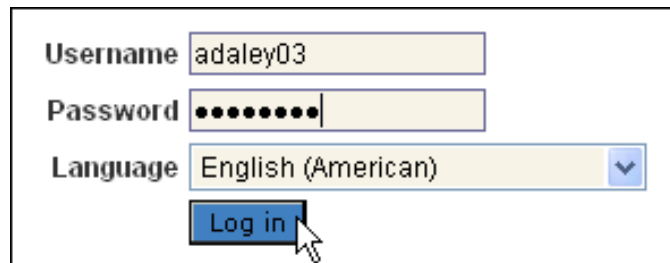 Username adaley03
Password ••••••••
Language English (American)
Log in